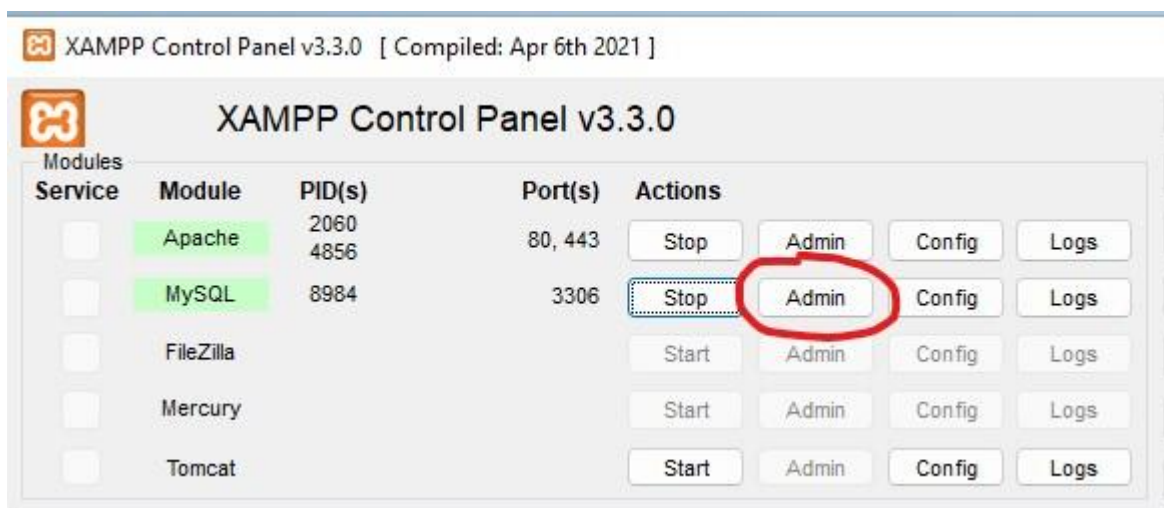 XAMPP Control Panel v3.3.0 [ Compiled: Apr 6th 2021 ]
XAMPP Control Panel v3.3.0
Modules
Service Module PID(s) Port(s) Actions
Apache 2060 4856 80, 443 Stop Admin Config Logs
MySQL 8984 3306 Stop Admin Config Logs
FileZilla Start Admin Config Logs
Mercury Start Admin Config Logs
Tomcat Start Admin Config Logs